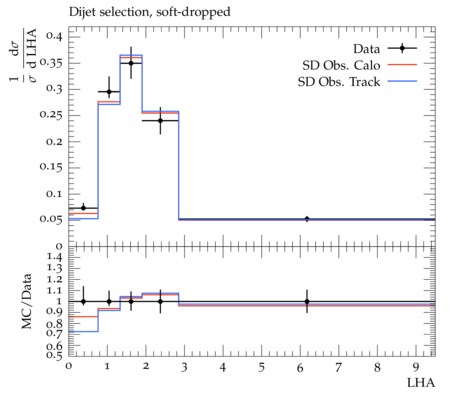 Dijet selection, soft-dropped
1/σ dσ/d LHA
Data
SD Obs. Calo
SD Obs. Track
0.4
0.35
0.3
0.25
0.2
0.15
0.1
0.05
0
MC/Data
1.4
1.3
1.2
1.1
1.0
0.9
0.8
0.7
0.6
0.5
0 1 2 3 4 5 6 7 8 9
LHA